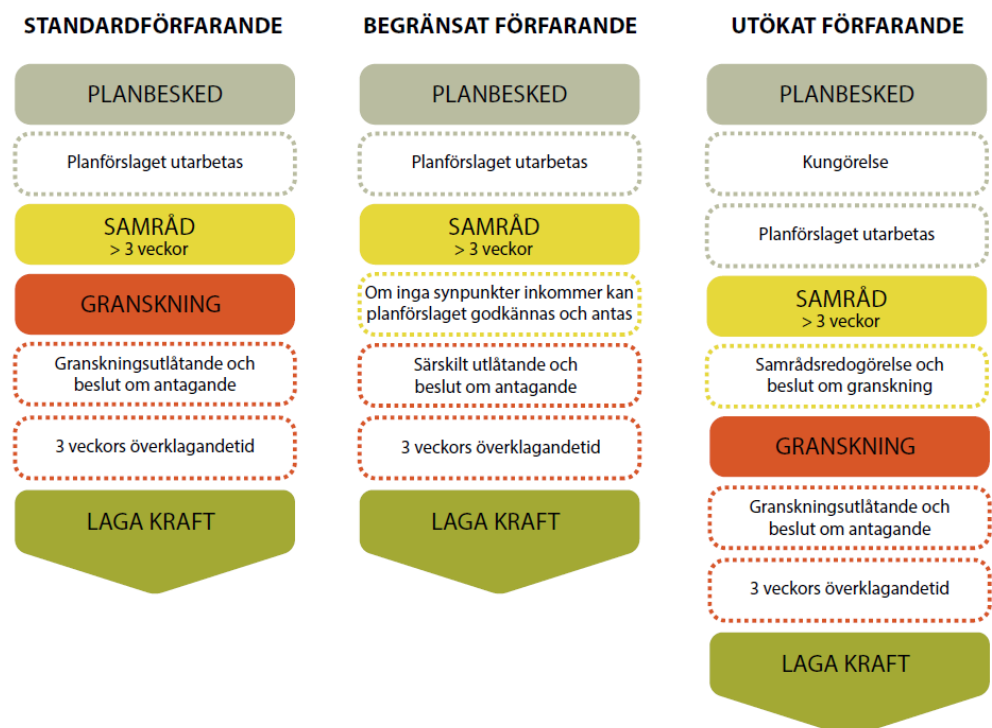 STANDARDFÖRFARANDE
PLANBESKED
Planförslaget utarbetas
SAMRÅD
> 3 veckor
GRANSKNING
Granskningsutlåtande och
beslut om antagande
3 veckors överklagandetid
LAGA KRAFT
BEGRÄNSAT FÖRFARANDE
PLANBESKED
Planförslaget utarbetas
SAMRÅD
> 3 veckor
Om inga synpunkter inkommer kan
planförslaget godkännas och antas
Särskilt utlåtande och
beslut om antagande
3 veckors överklagandetid
LAGA KRAFT
UTÖKAT FÖRFARANDE
PLANBESKED
Kungörelse
Planförslaget utarbetas
SAMRÅD
> 3 veckor
Samrådsredogörelse och
beslut om granskning
GRANSKNING
Granskningsutlåtande och
beslut om antagande
3 veckors överklagandetid
LAGA KRAFT